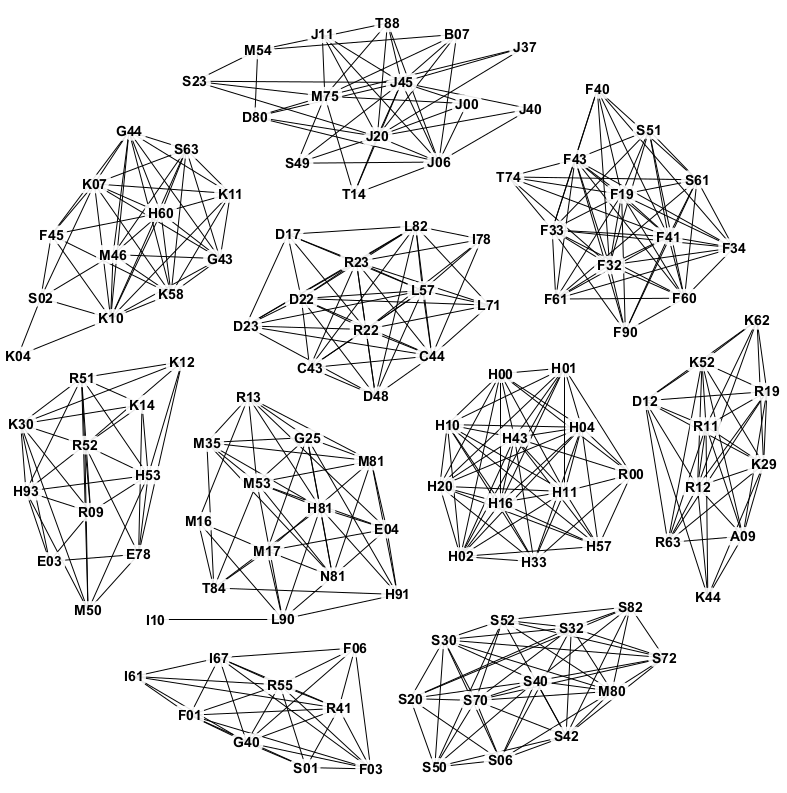 T88
J11
B07
M54
J37
S23
J45
M75
J00
D80
J40
J20
S49
J06
T14
F40
S51
F43
T74
S61
F19
F33
F41
F34
F32
F61
F60
F90
G44
S63
K07
K11
H60
F45
M46
G43
S02
K58
K10
K04
L82
D17
I78
R23
L57
D22
L71
D23
R22
C44
C43
D48
K12
R51
K14
K30
R52
H53
H93
R09
E03
E78
M50
R13
G25
M35
M81
M53
H81
M16
E04
M17
N81
T84
H91
I10
L90
H01
H00
H10
H04
H43
R00
H20
H11
H16
H57
H02
H33
K62
K52
R19
D12
R11
K29
R12
A09
R63
K44
F06
I67
I61
R55
R41
F01
G40
S01
F03
S82
S52
S32
S30
S72
S40
M80
S20
S70
S42
S06
S50